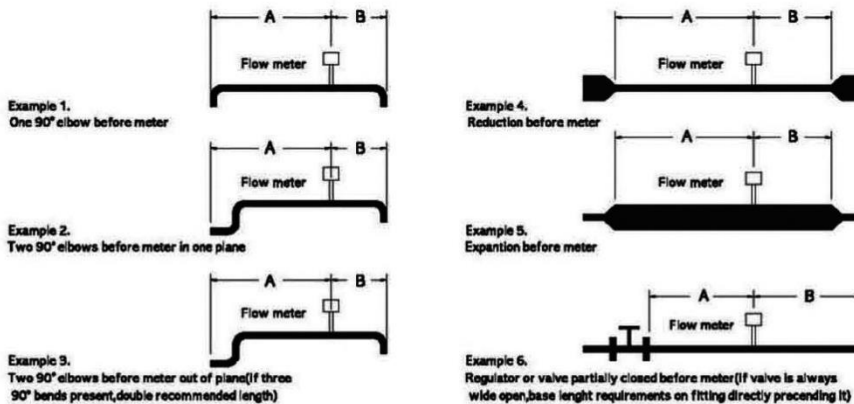 A B
Flow meter
Example 1.
One 90° elbow before meter
A B
Flow meter
Example 2.
Two 90° elbows before meter in one plane
A B
Flow meter
Example 3.
Two 90° elbows before meter out of plane(if three
90° bends present,double recommended length)
A B
Flow meter
Example 4.
Reduction before meter
A B
Flow meter
Example 5.
Expantion before meter
A B
Flow meter
Example 6.
Regulator or valve partially closed before meter(if valve is always
wide open,base lenght requirements on fitting directly precending it)